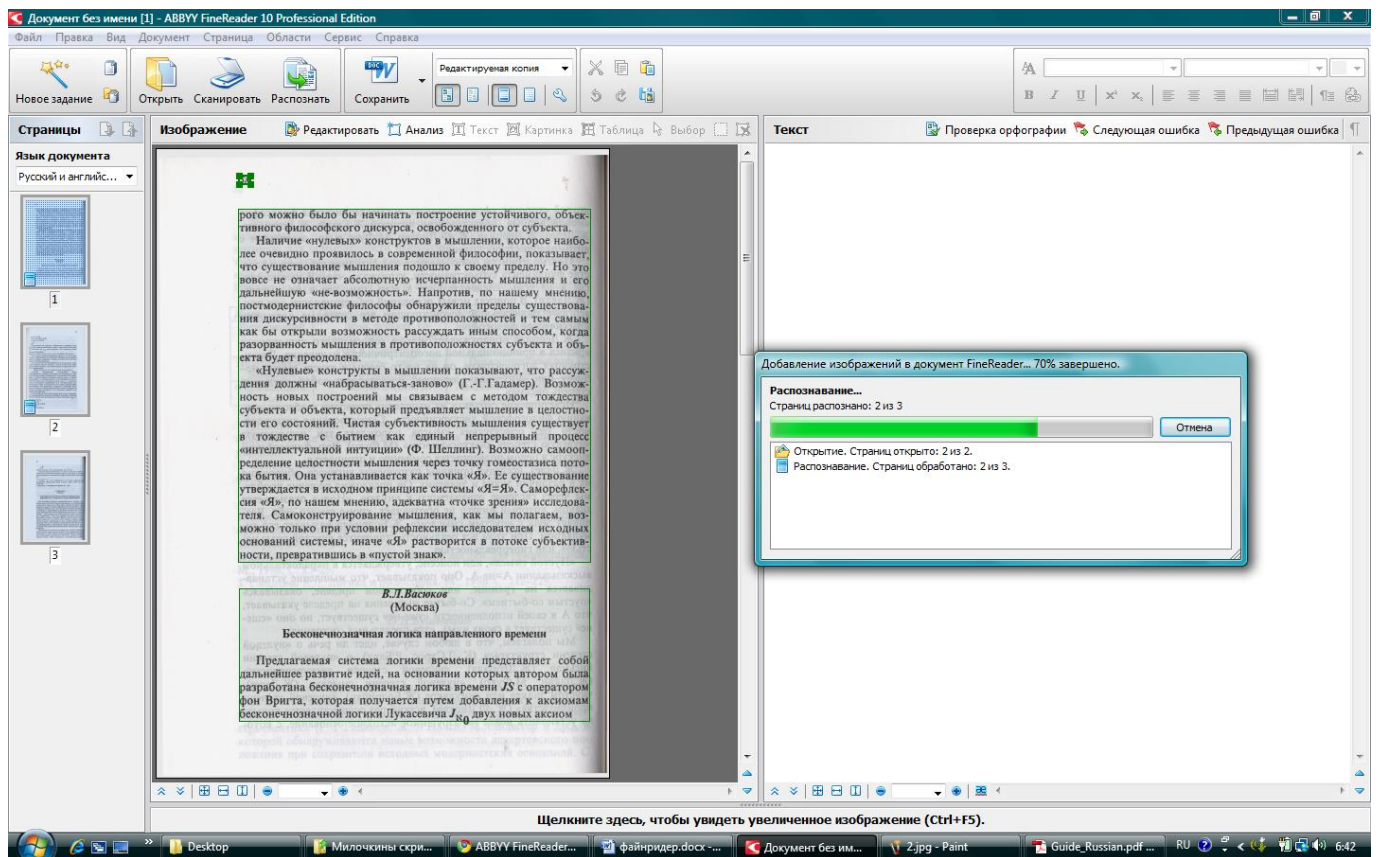 Документ без имени [1] - ABBYY FineReader 10 Professional Edition
Файл Правка Вид Документ Страница Области Сервис Справка
Новое задание Открыть Сканировать Распознать Сохранить Редактируемая копия
Страницы Изображение Редактировать Анализ Текст Картинка Таблица Выбор Текст Проверка орфографии Следующая ошибка Предыдущая ошибка
Язык документа
Русский и английс...
1
2
3
рого можно было бы начинать построение устойчивого, объек-
тивного философского дискурса, освобожденного от субъекта.
Наличие «нулевых» конструктов в мышлении, которое наибо-
лее очевидно проявилось в современной философии, показывает,
что существование мышления подошло к своему пределу. Но это
вовсе не означает абсолютную исчерпанность мышления и его
дальнейшую «не-возможность». Напротив, по нашему мнению,
постмодернистские философы обнаружили пределы существова-
ния дискурсивности в методе противоположностей и тем самым
как бы открыли возможность рассуждать иным способом, когда
разорванность мышления в противоположностях субъекта и объ-
екта будет преодолена.
«Нулевые» конструкты в мышлении показывают, что рассуж-
дения должны «набрасываться-заново» (Г.-Г.Гадамер). Возмож-
ность новых построений мы связываем с методом тождества
субъекта и объекта, который предъявляет мышление в целостно-
сти его состояний. Чистая субъективность мышления существует
в тождестве с бытием как единый непрерывный процесс
«интеллектуальной интуиции» (Ф. Шеллинг). Возможно самооп-
ределение целостности мышления через точку гомеостазиса пото-
ка бытия. Она устанавливается как точка «Я». Ее существование
утверждается в исходном принципе системы «Я=Я». Саморефлек-
сия «Я», по нашем мнению, адекватна «точке зрения» исследова-
теля. Самоконструирование мышления, как мы полагаем, воз-
можно только при условии рефлексии исследователем исходных
оснований системы, иначе «Я» растворится в потоке субъектив-
ности, превратившись в «пустой знак».
В.Л.Васюков
(Москва)
Бесконечнозначная логика направленного времени
Предлагаемая система логики времени представляет собой
дальнейшее развитие идей, на основании которых автором была
разработана бесконечнозначная логика времени JS с оператором
фон Вригта, которая получается путем добавления к аксиомам
бесконечнозначной логики Лукасевича J‎ℵ0 двух новых аксиом
Добавление изображений в документ FineReader... 70% завершено.
Распознавание...
Страниц распознано: 2 из 3
Отмена
Открытие. Страниц открыто: 2 из 2.
Распознавание. Страниц обработано: 2 из 3.
Щелкните здесь, чтобы увидеть увеличенное изображение (Ctrl+F5).
Desktop Милочкины скри... ABBYY FineReader... файнридер.docx -... Документ без им... 2.jpg - Paint Guide_Russian.pdf ... RU 6:42